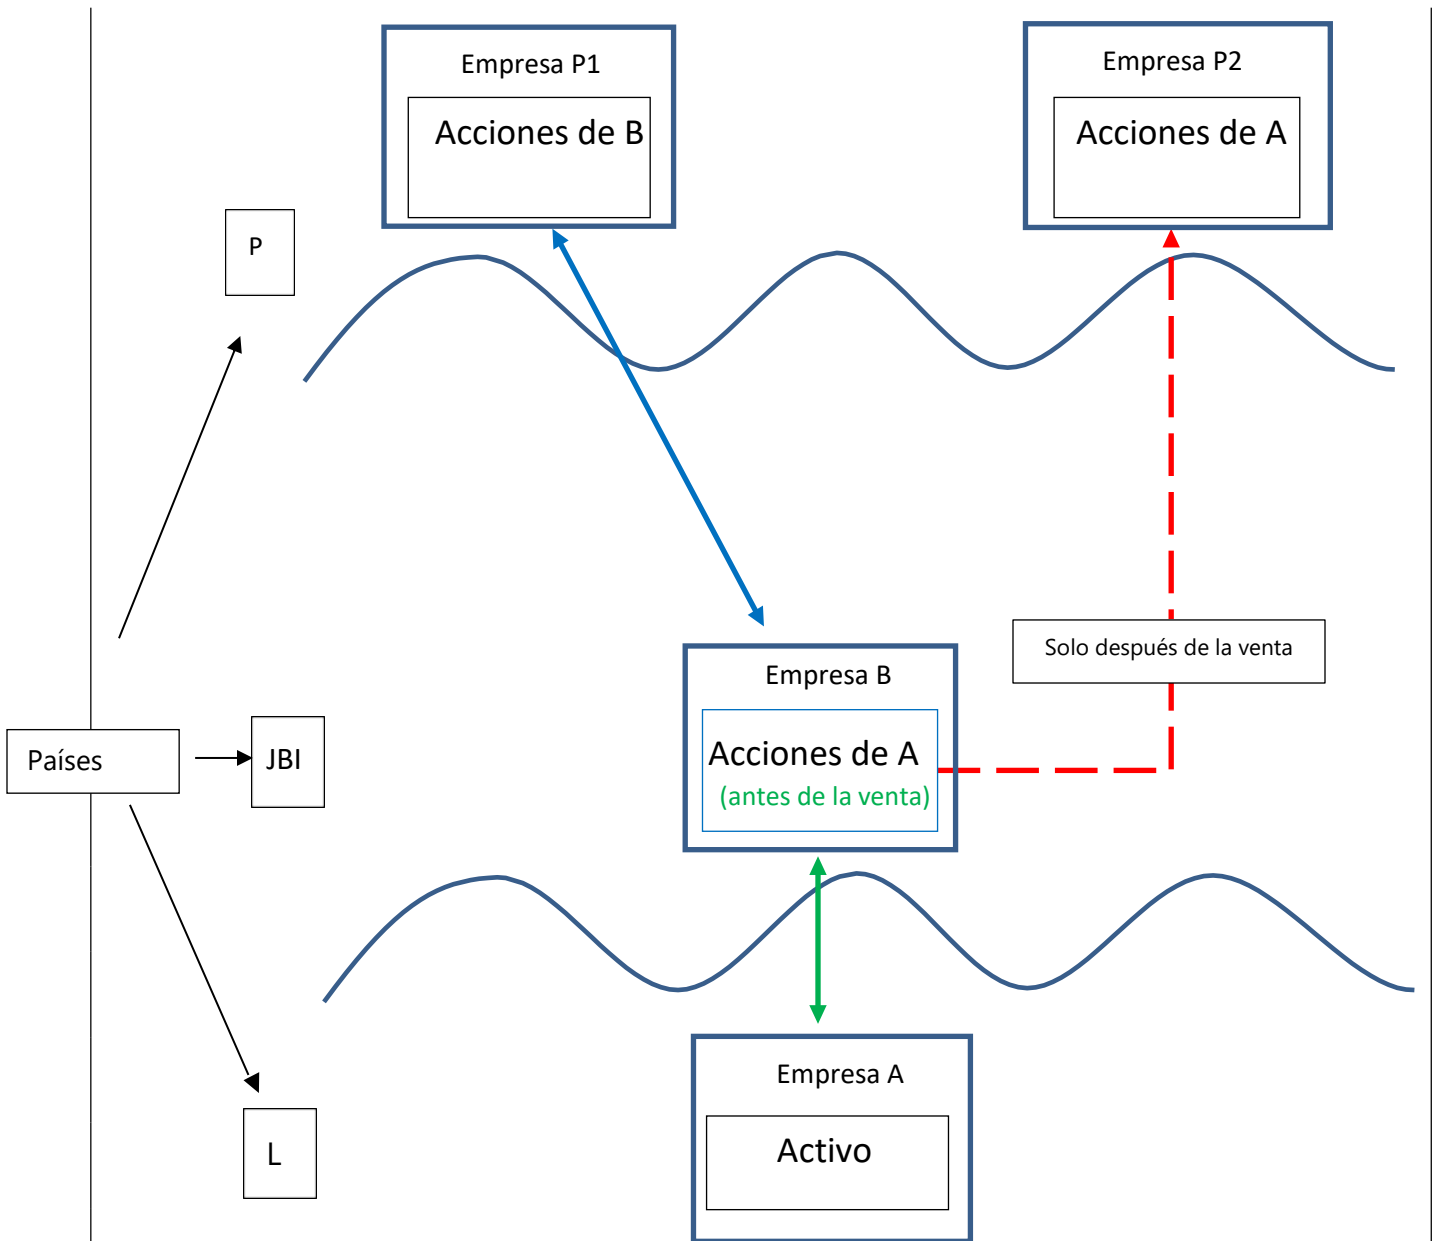 Empresa P1
Acciones de B
Empresa P2
Acciones de A
P
Solo después de la venta
Empresa B
Acciones de A
(antes de la venta)
Países
JBI
Empresa A
Activo
L